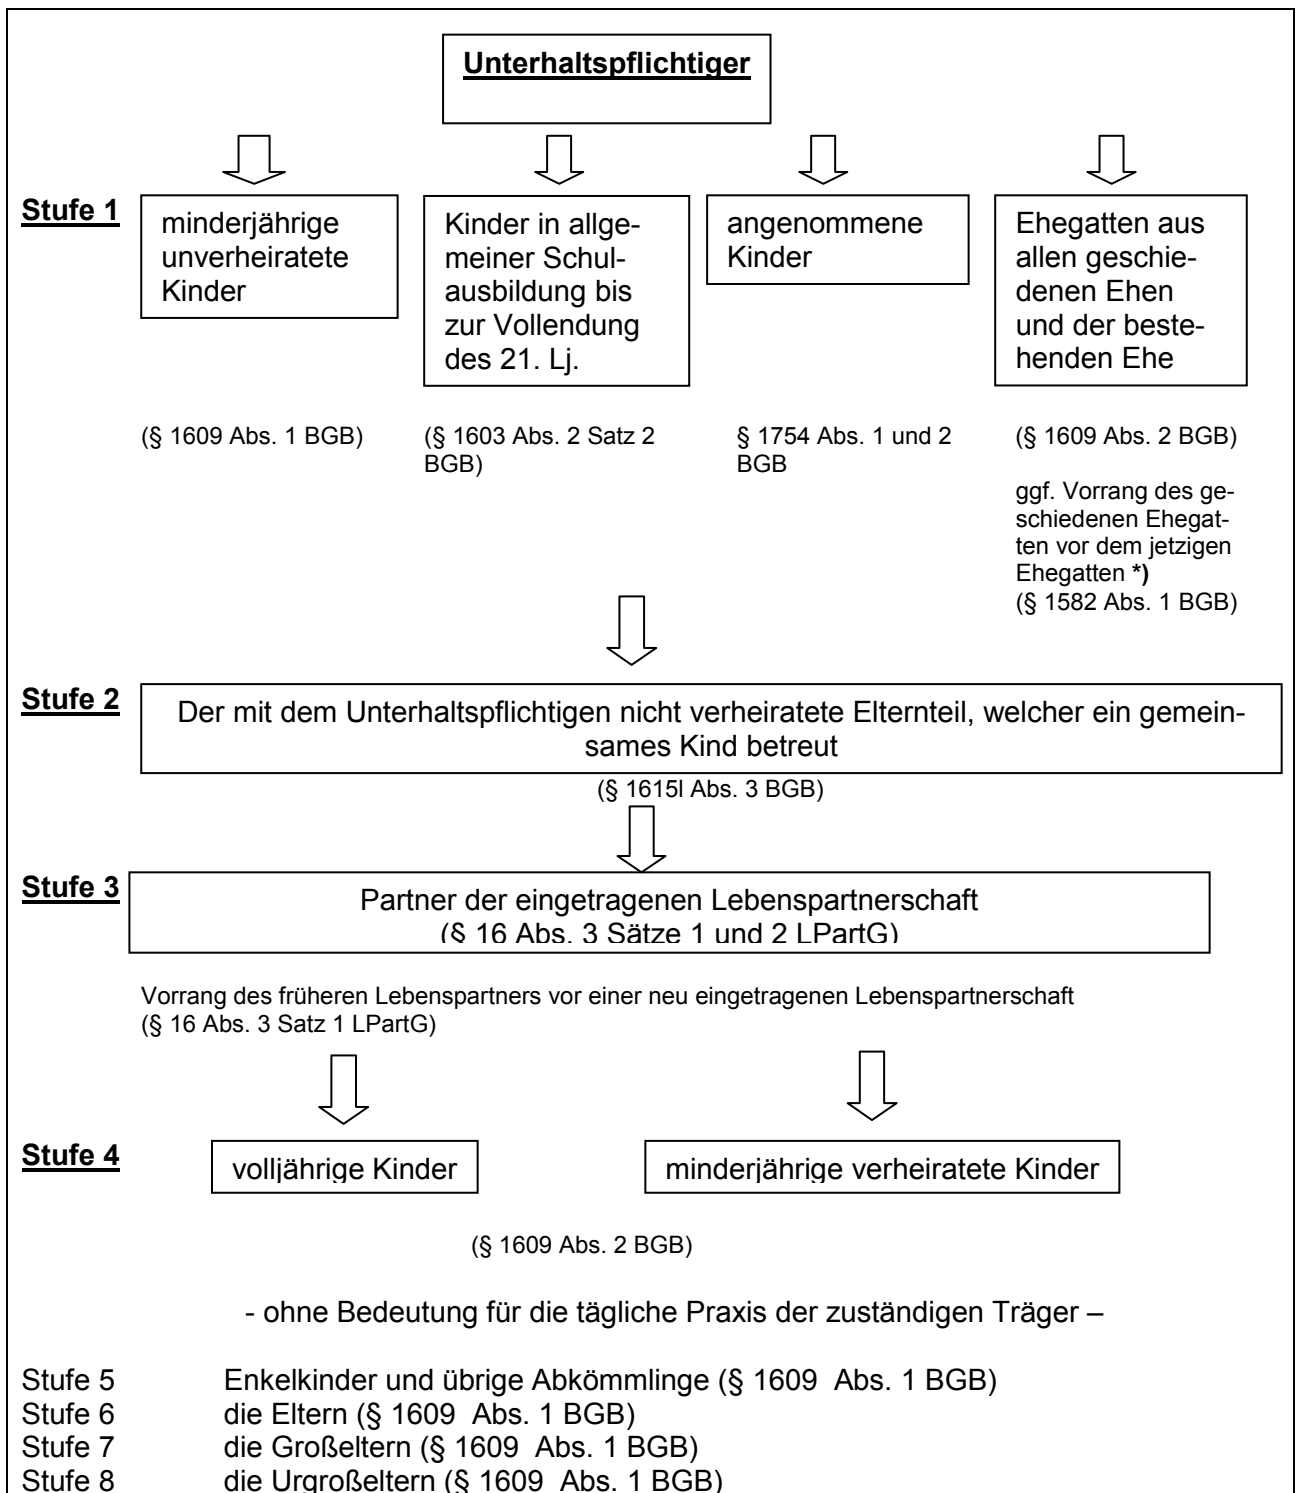 Unterhaltspflichtiger
Stufe 1
minderjährige
unverheiratete
Kinder
Kinder in allge-
meiner Schul-
ausbildung bis
zur Vollendung
des 21. Lj.
angenommene
Kinder
Ehegatten aus
allen geschie-
denen Ehen
und der beste-
henden Ehe
(§ 1609 Abs. 1 BGB)
(§ 1603 Abs. 2 Satz 2
BGB)
§ 1754 Abs. 1 und 2
BGB
(§ 1609 Abs. 2 BGB)
ggf. Vorrang des ge-
schiedenen Ehegat-
ten vor dem jetzigen
Ehegatten *)
(§ 1582 Abs. 1 BGB)
Stufe 2
Der mit dem Unterhaltspflichtigen nicht verheiratete Elternteil, welcher ein gemein-
sames Kind betreut
(§ 1615l Abs. 3 BGB)
Stufe 3
Partner der eingetragenen Lebenspartnerschaft
(§ 16 Abs. 3 Sätze 1 und 2 LPartG)
Vorrang des früheren Lebenspartners vor einer neu eingetragenen Lebenspartnerschaft
(§ 16 Abs. 3 Satz 1 LPartG)
Stufe 4
volljährige Kinder
minderjährige verheiratete Kinder
(§ 1609 Abs. 2 BGB)
- ohne Bedeutung für die tägliche Praxis der zuständigen Träger –
Stufe 5 Enkelkinder und übrige Abkömmlinge (§ 1609 Abs. 1 BGB)
Stufe 6 die Eltern (§ 1609 Abs. 1 BGB)
Stufe 7 die Großeltern (§ 1609 Abs. 1 BGB)
Stufe 8 die Urgroßeltern (§ 1609 Abs. 1 BGB)